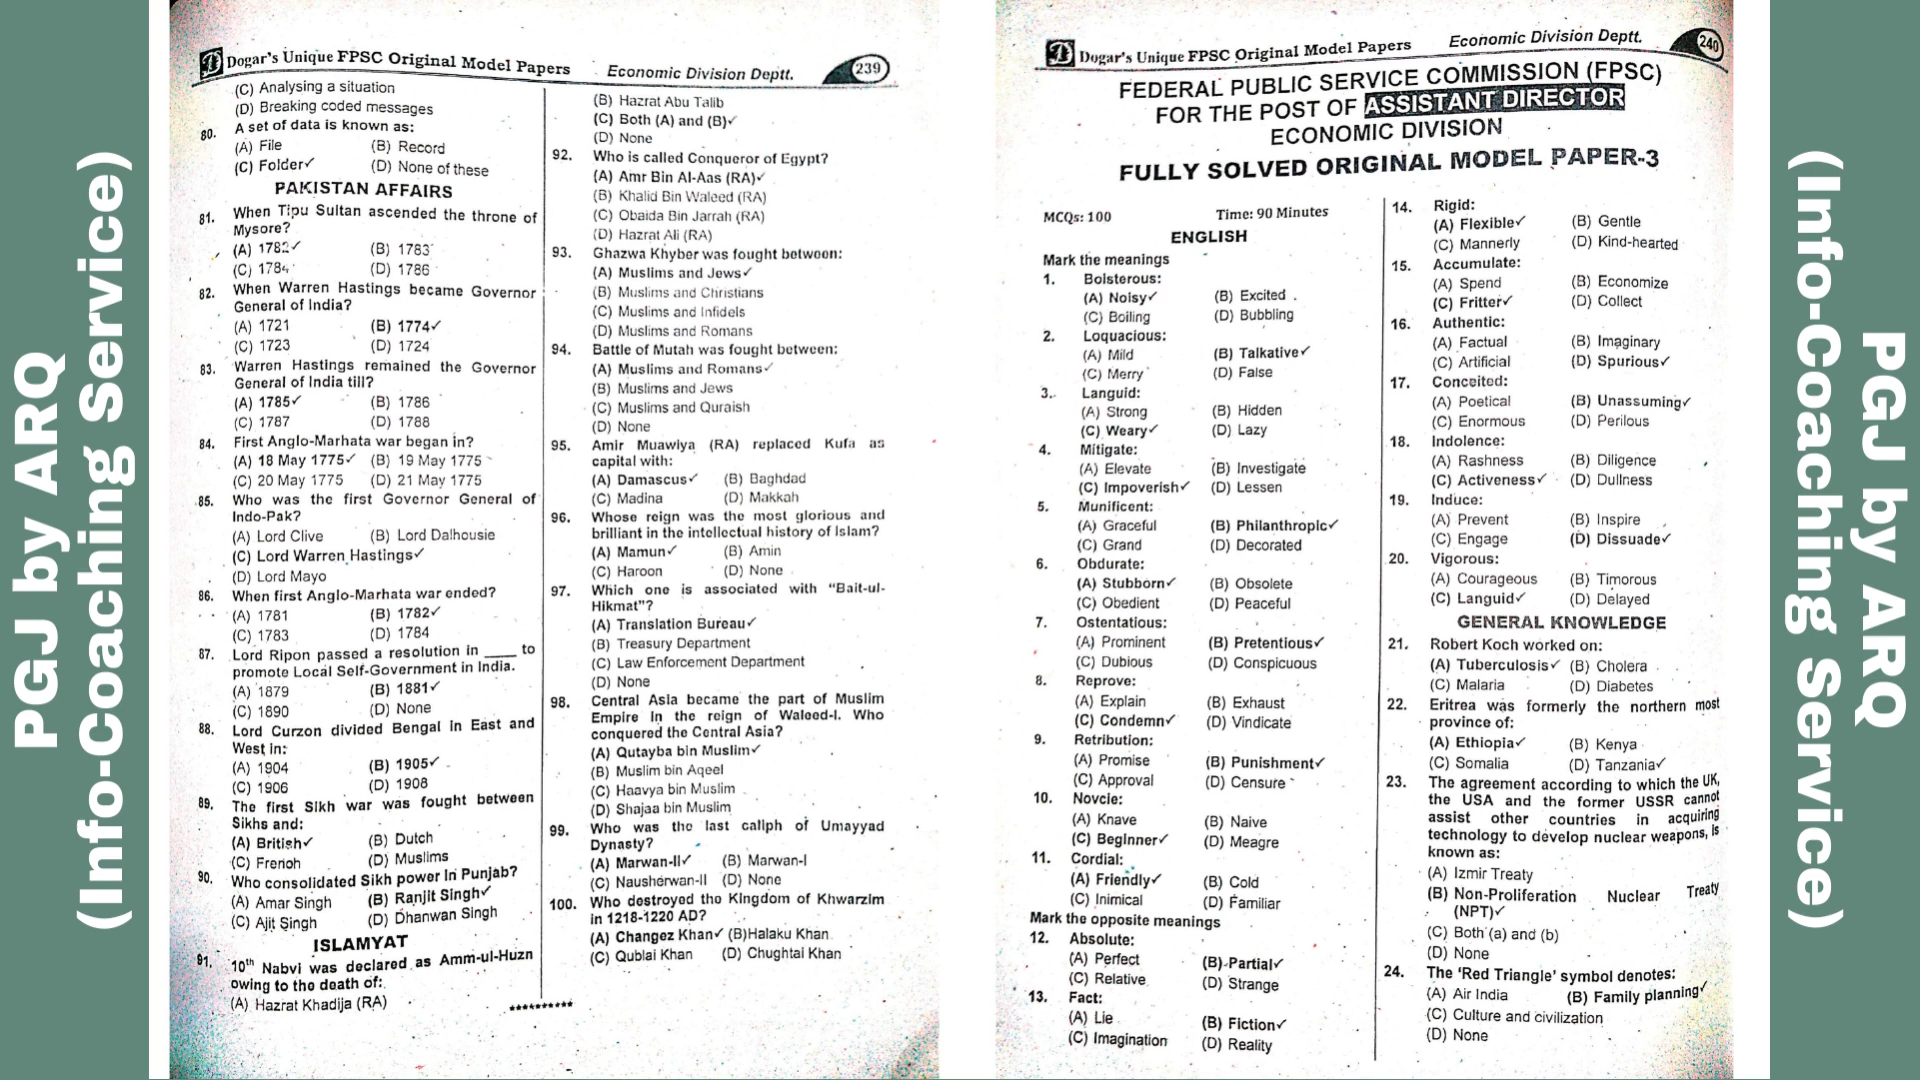 PGJ by ARQ
(Info-Coaching Service)
Dogar's Unique FPSC Original Model Papers Economic Division Deptt. 239
(C) Analysing a situation
(D) Breaking coded messages
80. A set of data is known as:
(A) File (B) Record
(C) Folder✓ (D) None of these
PAKISTAN AFFAIRS
81. When Tipu Sultan ascended the throne of
Mysore?
(A) 1782✓ (B) 1783
(C) 1784 (D) 1786
82. When Warren Hastings became Governor
General of India?
(A) 1721 (B) 1774✓
(C) 1723 (D) 1724
83. Warren Hastings remained the Governor
General of India till?
(A) 1785✓ (B) 1786
(C) 1787 (D) 1788
84. First Anglo-Marhata war began in?
(A) 18 May 1775✓ (B) 19 May 1775
(C) 20 May 1775 (D) 21 May 1775
85. Who was the first Governor General of
Indo-Pak?
(A) Lord Clive (B) Lord Dalhousie
(C) Lord Warren Hastings✓
(D) Lord Mayo
86. When first Anglo-Marhata war ended?
(A) 1781 (B) 1782✓
(C) 1783 (D) 1784
87. Lord Ripon passed a resolution in ____ to
promote Local Self-Government in India.
(A) 1879 (B) 1881✓
(C) 1890 (D) None
88. Lord Curzon divided Bengal in East and
West in:
(A) 1904 (B) 1905✓
(C) 1906 (D) 1908
89. The first Sikh war was fought between
Sikhs and:
(A) British✓ (B) Dutch
(C) French (D) Muslims
90. Who consolidated Sikh power in Punjab?
(A) Amar Singh (B) Ranjit Singh✓
(C) Ajit Singh (D) Dhanwan Singh
ISLAMYAT
91. 10th Nabvi was declared as Amm-ul-Huzn
owing to the death of:
(A) Hazrat Khadija (RA)
(B) Hazrat Abu Talib
(C) Both (A) and (B)✓
(D) None
92. Who is called Conqueror of Egypt?
(A) Amr Bin Al-Aas (RA)✓
(B) Khalid Bin Waleed (RA)
(C) Obaida Bin Jarrah (RA)
(D) Hazrat Ali (RA)
93. Ghazwa Khyber was fought between:
(A) Muslims and Jews✓
(B) Muslims and Christians
(C) Muslims and Infidels
(D) Muslims and Romans
94. Battle of Mutah was fought between:
(A) Muslims and Romans✓
(B) Muslims and Jews
(C) Muslims and Quraish
(D) None
95. Amir Muawiya (RA) replaced Kufa as
capital with:
(A) Damascus✓ (B) Baghdad
(C) Madina (D) Makkah
96. Whose reign was the most glorious and
brilliant in the intellectual history of Islam?
(A) Mamun✓ (B) Amin
(C) Haroon (D) None
97. Which one is associated with "Bait-ul-
Hikmat"?
(A) Translation Bureau✓
(B) Treasury Department
(C) Law Enforcement Department
(D) None
98. Central Asia became the part of Muslim
Empire in the reign of Waleed-I. Who
conquered the Central Asia?
(A) Qutayba bin Muslim✓
(B) Muslim bin Aqeel
(C) Haavya bin Muslim
(D) Shajaa bin Muslim
99. Who was the last caliph of Umayyad
Dynasty?
(A) Marwan-II✓ (B) Marwan-I
(C) Nausherwan-II (D) None
100. Who destroyed the Kingdom of Khwarzim
in 1218-1220 AD?
(A) Changez Khan✓ (B)Halaku Khan
(C) Qublai Khan (D) Chughtai Khan
**********
Dogar's Unique FPSC Original Model Papers Economic Division Deptt. 240
FEDERAL PUBLIC SERVICE COMMISSION (FPSC)
FOR THE POST OF ASSISTANT DIRECTOR
ECONOMIC DIVISION
FULLY SOLVED ORIGINAL MODEL PAPER-3
MCQs: 100 Time: 90 Minutes
ENGLISH
Mark the meanings
1. Boisterous:
(A) Noisy✓ (B) Excited
(C) Boiling (D) Bubbling
2. Loquacious:
(A) Mild (B) Talkative✓
(C) Merry (D) False
3. Languid:
(A) Strong (B) Hidden
(C) Weary✓ (D) Lazy
4. Mitigate:
(A) Elevate (B) Investigate
(C) Impoverish✓ (D) Lessen
5. Munificent:
(A) Graceful (B) Philanthropic✓
(C) Grand (D) Decorated
6. Obdurate:
(A) Stubborn✓ (B) Obsolete
(C) Obedient (D) Peaceful
7. Ostentatious:
(A) Prominent (B) Pretentious✓
(C) Dubious (D) Conspicuous
8. Reprove:
(A) Explain (B) Exhaust
(C) Condemn✓ (D) Vindicate
9. Retribution:
(A) Promise (B) Punishment✓
(C) Approval (D) Censure
10. Novcie:
(A) Knave (B) Naive
(C) Beginner✓ (D) Meagre
11. Cordial:
(A) Friendly✓ (B) Cold
(C) Inimical (D) Familiar
Mark the opposite meanings
12. Absolute:
(A) Perfect (B) Partial✓
(C) Relative (D) Strange
13. Fact:
(A) Lie (B) Fiction✓
(C) Imagination (D) Reality
14. Rigid:
(A) Flexible✓ (B) Gentle
(C) Mannerly (D) Kind-hearted
15. Accumulate:
(A) Spend (B) Economize
(C) Fritter✓ (D) Collect
16. Authentic:
(A) Factual (B) Imaginary
(C) Artificial (D) Spurious✓
17. Conceited:
(A) Poetical (B) Unassuming✓
(C) Enormous (D) Perilous
18. Indolence:
(A) Rashness (B) Diligence
(C) Activeness✓ (D) Dullness
19. Induce:
(A) Prevent (B) Inspire
(C) Engage (D) Dissuade✓
20. Vigorous:
(A) Courageous (B) Timorous
(C) Languid✓ (D) Delayed
GENERAL KNOWLEDGE
21. Robert Koch worked on:
(A) Tuberculosis✓ (B) Cholera
(C) Malaria (D) Diabetes
22. Eritrea was formerly the northern most
province of:
(A) Ethiopia✓ (B) Kenya
(C) Somalia (D) Tanzania✓
23. The agreement according to which the UK,
the USA and the former USSR cannot
assist other countries in acquiring
technology to develop nuclear weapons, is
known as:
(A) Izmir Treaty
(B) Non-Proliferation Nuclear Treaty
(NPT)✓
(C) Both (a) and (b)
(D) None
24. The 'Red Triangle' symbol denotes:
(A) Air India (B) Family planning✓
(C) Culture and civilization
(D) None
PGJ by ARQ
(Info-Coaching Service)